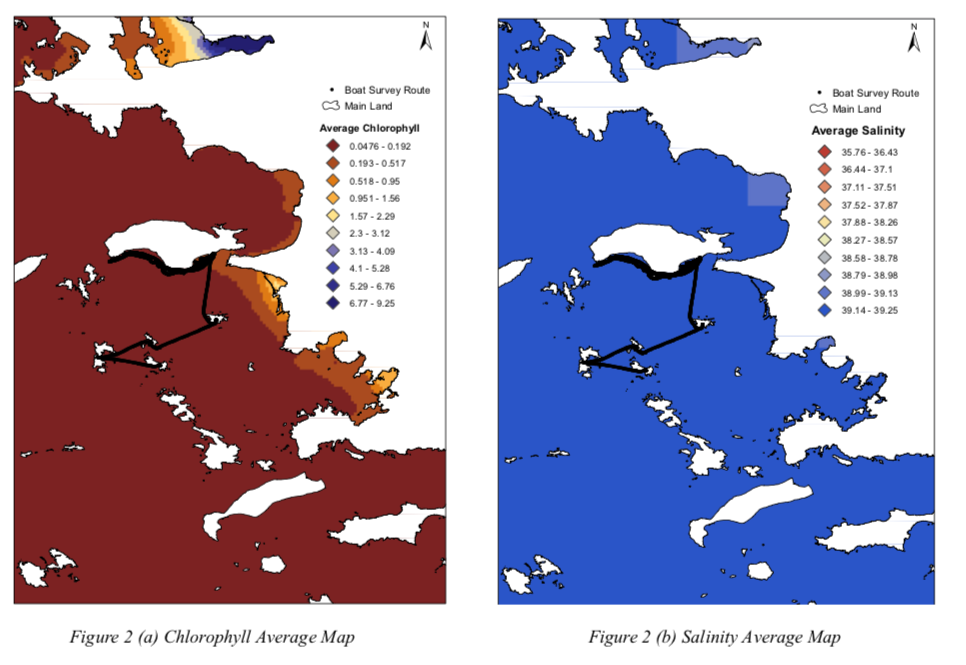 N
Boat Survey Route
Main Land
Average Chlorophyll
0.0476 - 0.192
0.193 - 0.517
0.518 - 0.95
0.951 - 1.56
1.57 - 2.29
2.3 - 3.12
3.13 - 4.09
4.1 - 5.28
5.29 - 6.76
6.77 - 9.25
Figure 2 (a) Chlorophyll Average Map
N
Boat Survey Route
Main Land
Average Salinity
35.76 - 36.43
36.44 - 37.1
37.11 - 37.51
37.52 - 37.87
37.88 - 38.26
38.27 - 38.57
38.58 - 38.78
38.79 - 38.98
38.99 - 39.13
39.14 - 39.25
Figure 2 (b) Salinity Average Map